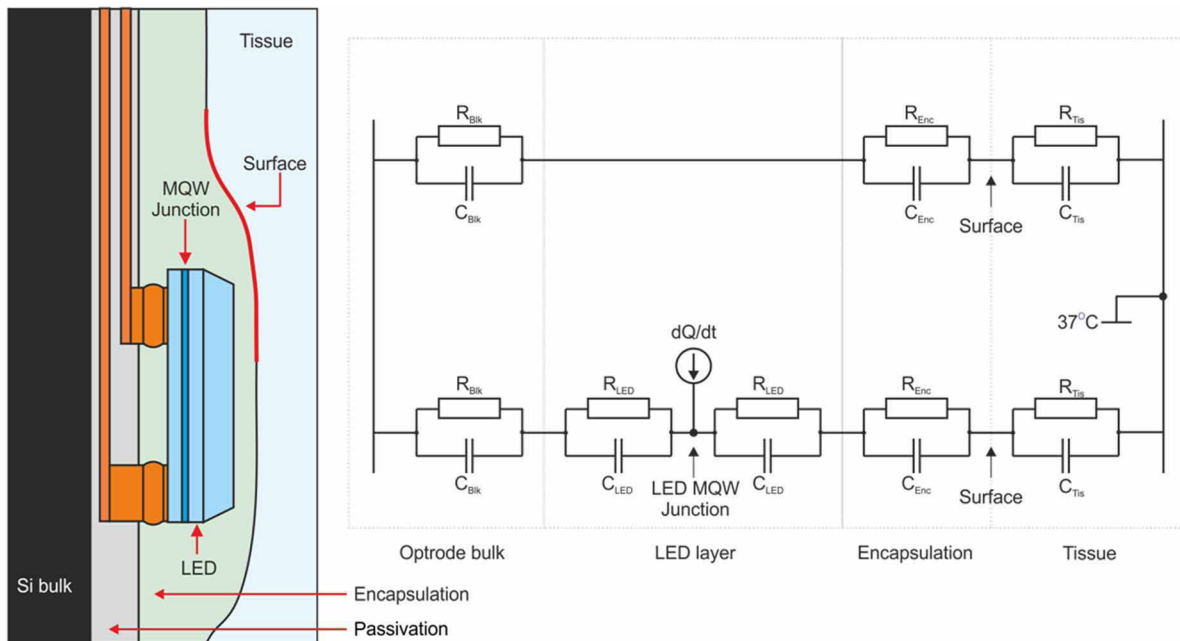 Tissue
Surface
MQW
Junction
LED
Si bulk
Encapsulation
Passivation
R_Blk
C_Blk
R_Enc
C_Enc
Surface
R_Tis
C_Tis
37°C
dQ/dt
R_Blk
C_Blk
R_LED
C_LED
LED MQW
Junction
R_LED
C_LED
R_Enc
C_Enc
Surface
R_Tis
C_Tis
Optrode bulk
LED layer
Encapsulation
Tissue